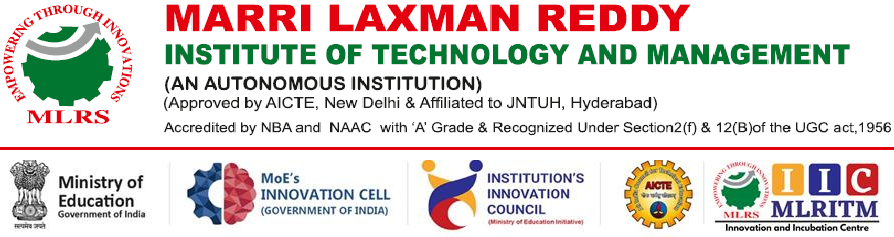 EMPOWERING THROUGH INNOVATIONS
MLRS
MARRI LAXMAN REDDY
INSTITUTE OF TECHNOLOGY AND MANAGEMENT
(AN AUTONOMOUS INSTITUTION)
(Approved by AICTE, New Delhi & Affiliated to JNTUH, Hyderabad)
Accredited by NBA and NAAC with ‘A’ Grade & Recognized Under Section2(f) & 12(B)of the UGC act,1956
सत्यमेव जयते
Ministry of
Education
Government of India
MoE's
INNOVATION CELL
(GOVERNMENT OF INDIA)
INSTITUTION'S
INNOVATION
COUNCIL
(Ministry of Education Initiative)
AICTE
EMPOWERING THROUGH INNOVATIONS
MLRS
IIC
MLRITM
Innovation and Incubation Centre